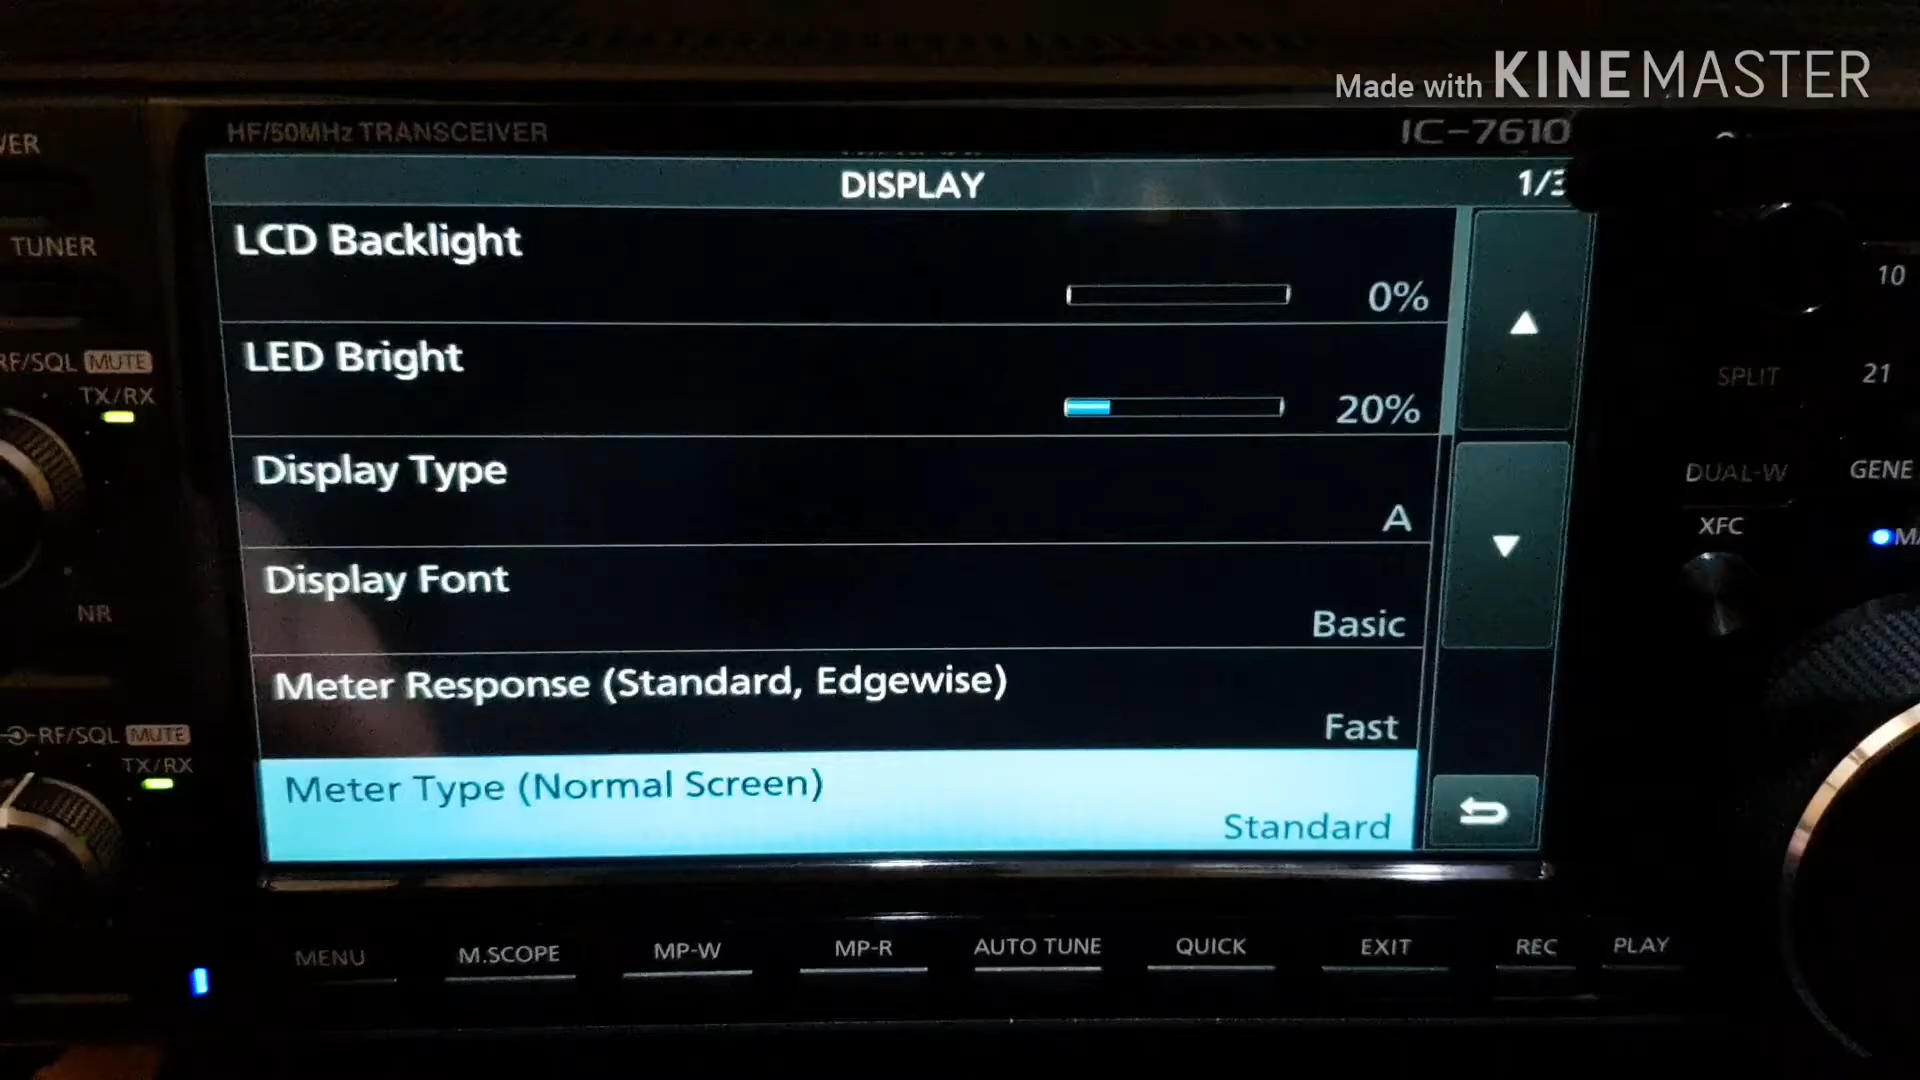 Made with KINEMASTER
HF/50MHz TRANSCEIVER
IC-7610
VER
DISPLAY
1/3
TUNER
LCD Backlight
0%
10
RF/SQL MUTE
TX/RX
LED Bright
20%
SPLIT
21
Display Type
A
DUAL-W
GENE
XFC
Display Font
Basic
NR
Meter Response (Standard, Edgewise)
Fast
RF/SQL MUTE
TX/RX
Meter Type (Normal Screen)
Standard
MENU
M.SCOPE
MP-W
MP-R
AUTO TUNE
QUICK
EXIT
REC
PLAY